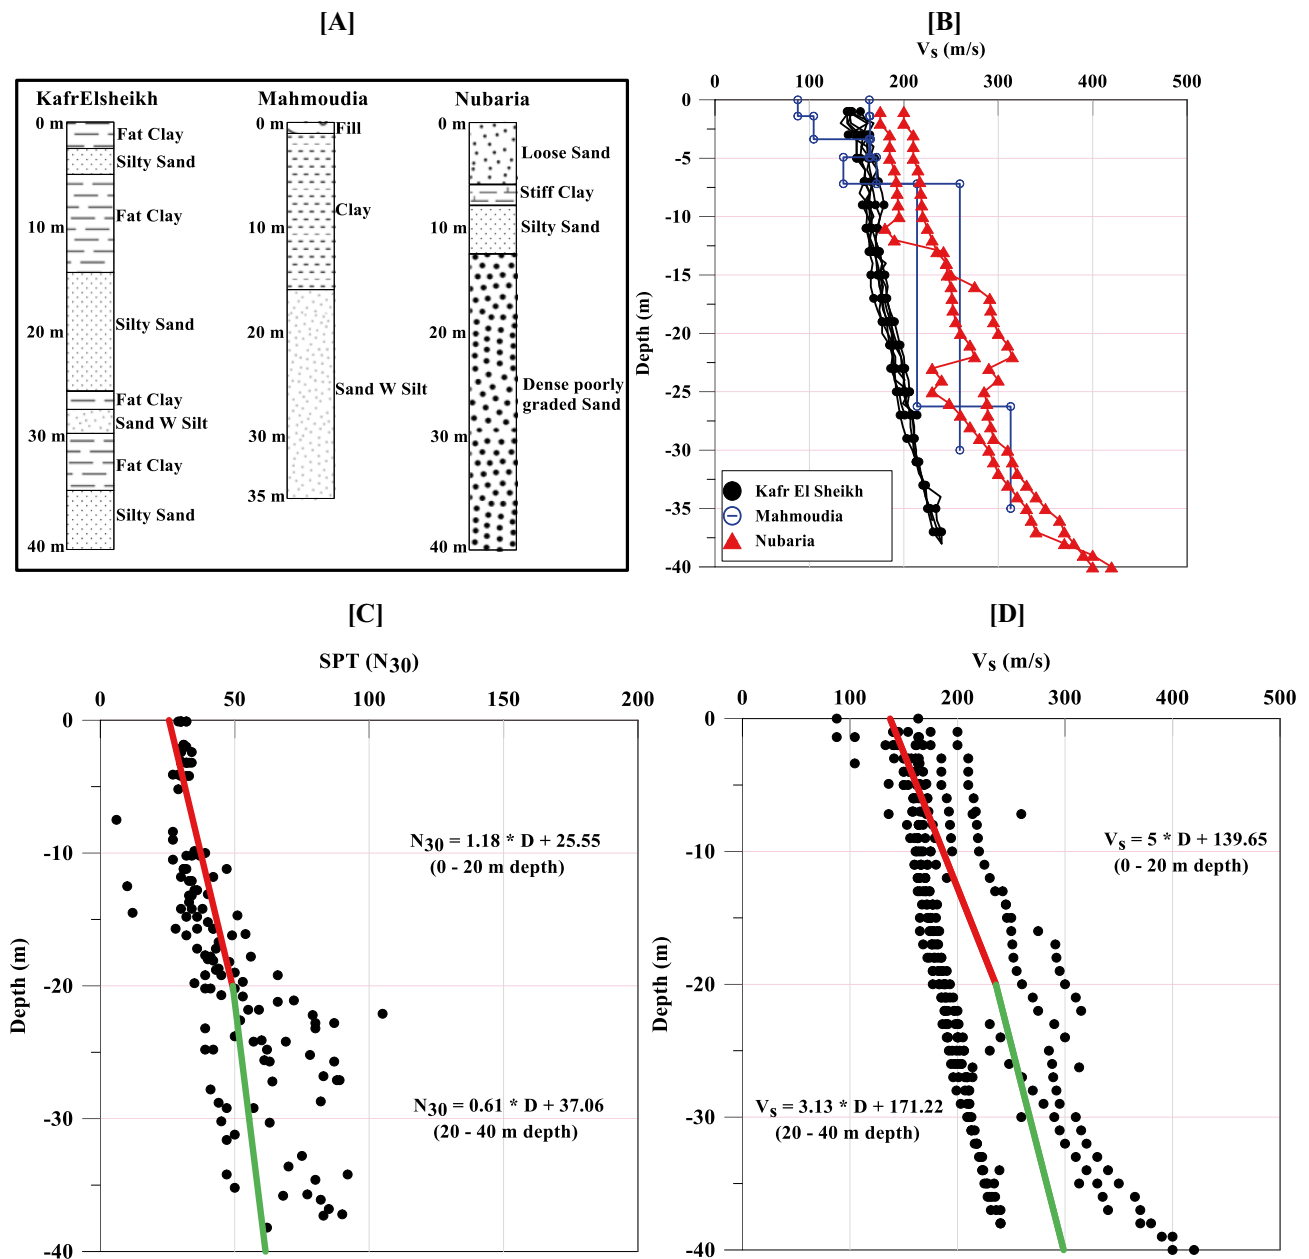 [A]
KafrElsheikh
Mahmoudia
Nubaria
0 m
Fat Clay
Silty Sand
Fat Clay
10 m
Silty Sand
20 m
Fat Clay
Sand W Silt
30 m
Fat Clay
Silty Sand
40 m
0 m
Fill
Clay
10 m
20 m
Sand W Silt
30 m
35 m
0 m
Loose Sand
Stiff Clay
Silty Sand
10 m
20 m
Dense poorly
graded Sand
30 m
40 m
[B]
Vs (m/s)
0 100 200 300 400 500
0
-5
-10
-15
-20
-25
-30
-35
-40
Depth (m)
Kafr El Sheikh
Mahmoudia
Nubaria
[C]
SPT (N30)
0 50 100 150 200
0
-10
-20
-30
-40
Depth (m)
N30 = 1.18 * D + 25.55
(0 - 20 m depth)
N30 = 0.61 * D + 37.06
(20 - 40 m depth)
[D]
Vs (m/s)
0 100 200 300 400 500
0
-10
-20
-30
-40
Depth (m)
Vs = 5 * D + 139.65
(0 - 20 m depth)
Vs = 3.13 * D + 171.22
(20 - 40 m depth)